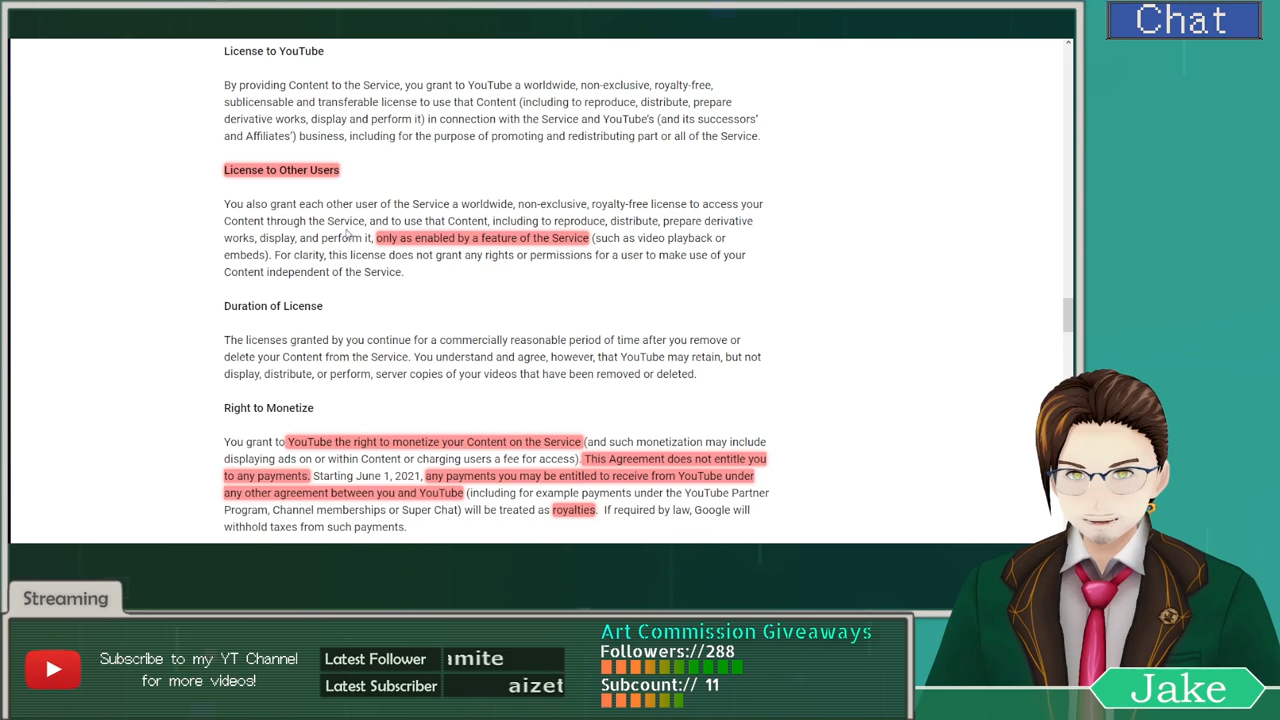 Chat
License to YouTube
By providing Content to the Service, you grant to YouTube a worldwide, non-exclusive, royalty-free,
sublicensable and transferable license to use that Content (including to reproduce, distribute, prepare
derivative works, display and perform it) in connection with the Service and YouTube's (and its successors'
and Affiliates') business, including for the purpose of promoting and redistributing part or all of the Service.
License to Other Users
You also grant each other user of the Service a worldwide, non-exclusive, royalty-free license to access your
Content through the Service, and to use that Content, including to reproduce, distribute, prepare derivative
works, display, and perform it, only as enabled by a feature of the Service (such as video playback or
embeds). For clarity, this license does not grant any rights or permissions for a user to make use of your
Content independent of the Service.
Duration of License
The licenses granted by you continue for a commercially reasonable period of time after you remove or
delete your Content from the Service. You understand and agree, however, that YouTube may retain, but not
display, distribute, or perform, server copies of your videos that have been removed or deleted.
Right to Monetize
You grant to YouTube the right to monetize your Content on the Service (and such monetization may include
displaying ads on or within Content or charging users a fee for access). This Agreement does not entitle you
to any payments. Starting June 1, 2021, any payments you may be entitled to receive from YouTube under
any other agreement between you and YouTube (including for example payments under the YouTube Partner
Program, Channel memberships or Super Chat) will be treated as royalties. If required by law, Google will
withhold taxes from such payments.
Streaming
Subscribe to my YT Channel
for more videos!
Latest Follower
mite
Latest Subscriber
aizet
Art Commission Giveaways
Followers://288
Subcount:// 11
Jake